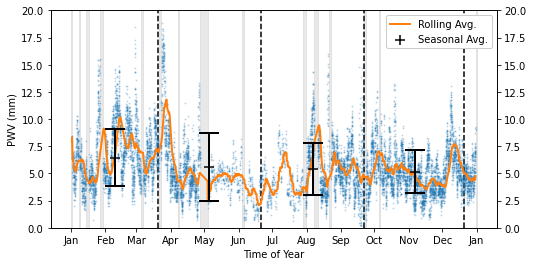 20.0 20.0
Rolling Avg.
Seasonal Avg.
17.5 17.5
15.0 15.0
12.5 12.5
10.0 10.0
7.5 7.5
5.0 5.0
2.5 2.5
0.0 0.0
PWV (mm)
Jan Feb Mar Apr May Jun Jul Aug Sep Oct Nov Dec Jan
Time of Year